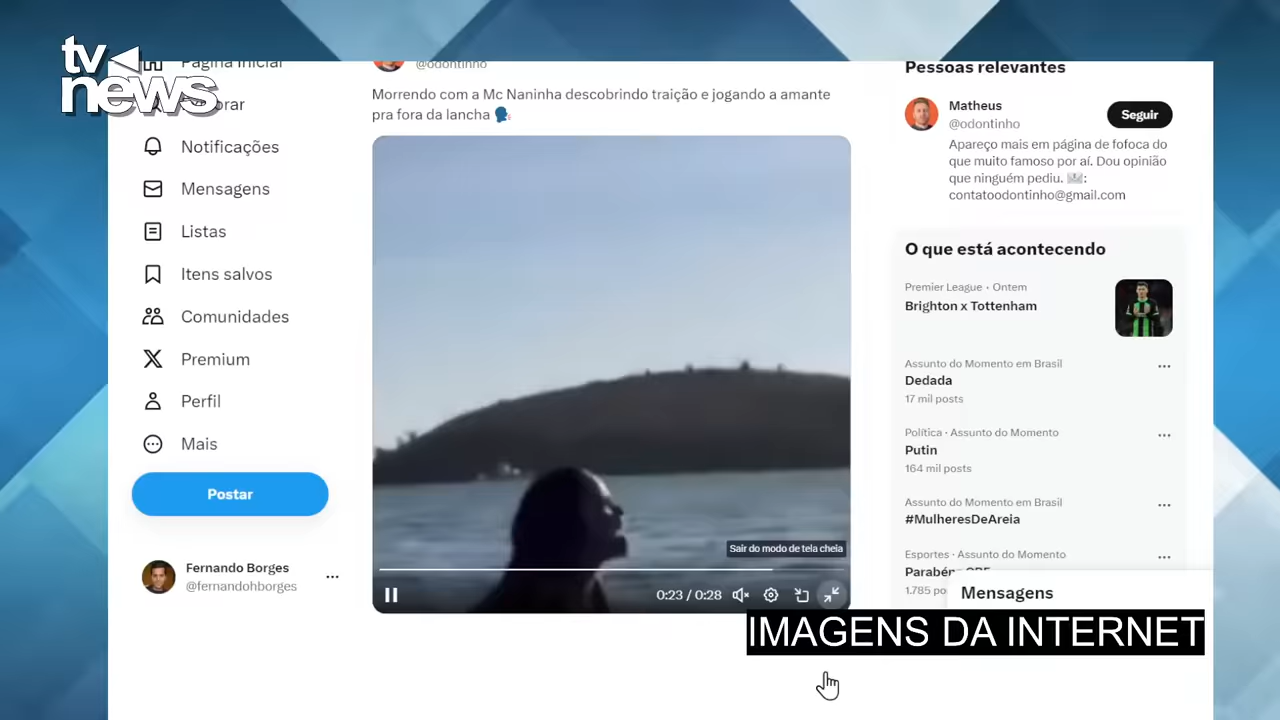 tv
news
Página Inicial
Notificações
Mensagens
Listas
Itens salvos
Comunidades
Premium
Perfil
Mais
Postar
Fernando Borges
@fernandohborges
@odontinho
Morrendo com a Mc Naninha descobrindo traição e jogando a amante
pra fora da lancha
Sair do modo de tela cheia
0:23 / 0:28
Pessoas relevantes
Matheus
@odontinho
Seguir
Apareço mais em página de fofoca do
que muito famoso por aí. Dou opinião
que ninguém pediu. 📨:
contatoodontinho@gmail.com
O que está acontecendo
Premier League · Ontem
Brighton x Tottenham
Assunto do Momento em Brasil
Dedada
17 mil posts
Política · Assunto do Momento
Putin
164 mil posts
Assunto do Momento em Brasil
#MulheresDeAreia
Esportes · Assunto do Momento
1.785
Mensagens
IMAGENS DA INTERNET